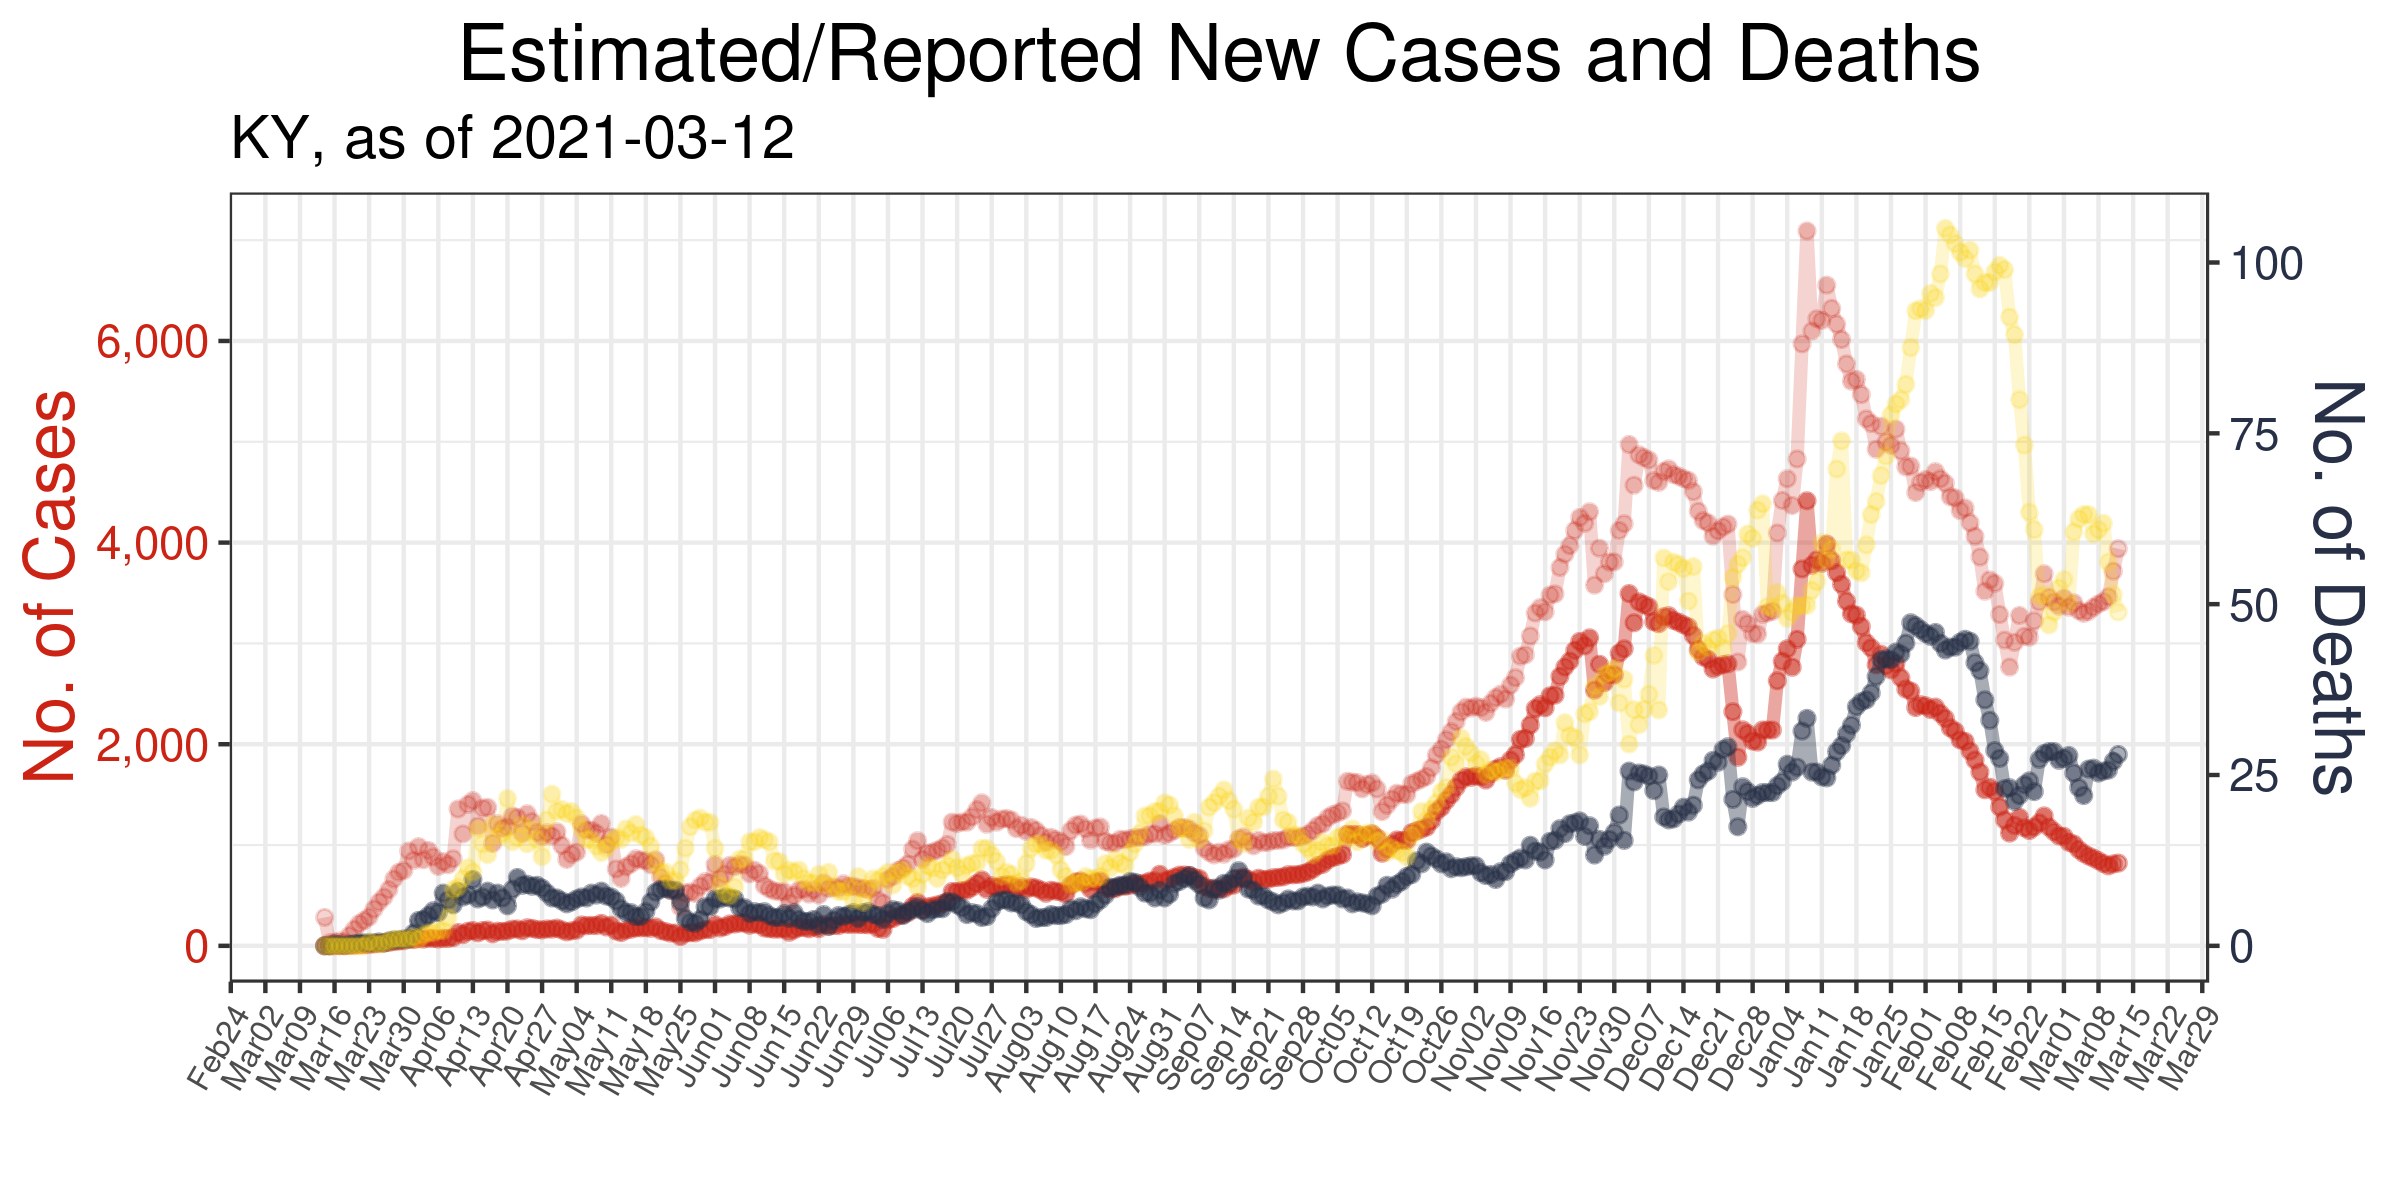 Estimated/Reported New Cases and Deaths
KY, as of 2021-03-12
No. of Cases
6,000
4,000
2,000
0
No. of Deaths
100
75
50
25
0
Feb24
Mar02
Mar09
Mar16
Mar23
Mar30
Apr06
Apr13
Apr20
Apr27
May04
May11
May18
May25
Jun01
Jun08
Jun15
Jun22
Jun29
Jul06
Jul13
Jul20
Jul27
Aug03
Aug10
Aug17
Aug24
Aug31
Sep07
Sep14
Sep21
Sep28
Oct05
Oct12
Oct19
Oct26
Nov02
Nov09
Nov16
Nov23
Nov30
Dec07
Dec14
Dec21
Dec28
Jan04
Jan11
Jan18
Jan25
Feb01
Feb08
Feb15
Feb22
Mar01
Mar08
Mar15
Mar22
Mar29